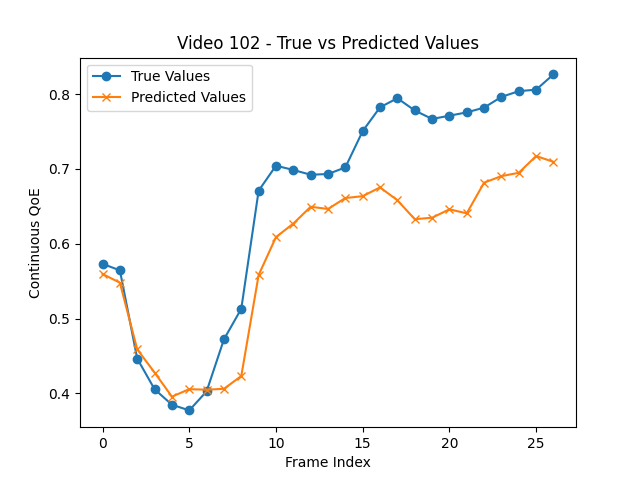 Video 102 - True vs Predicted Values
True Values
Predicted Values
Continuous QoE
0.8
0.7
0.6
0.5
0.4
0 5 10 15 20 25
Frame Index